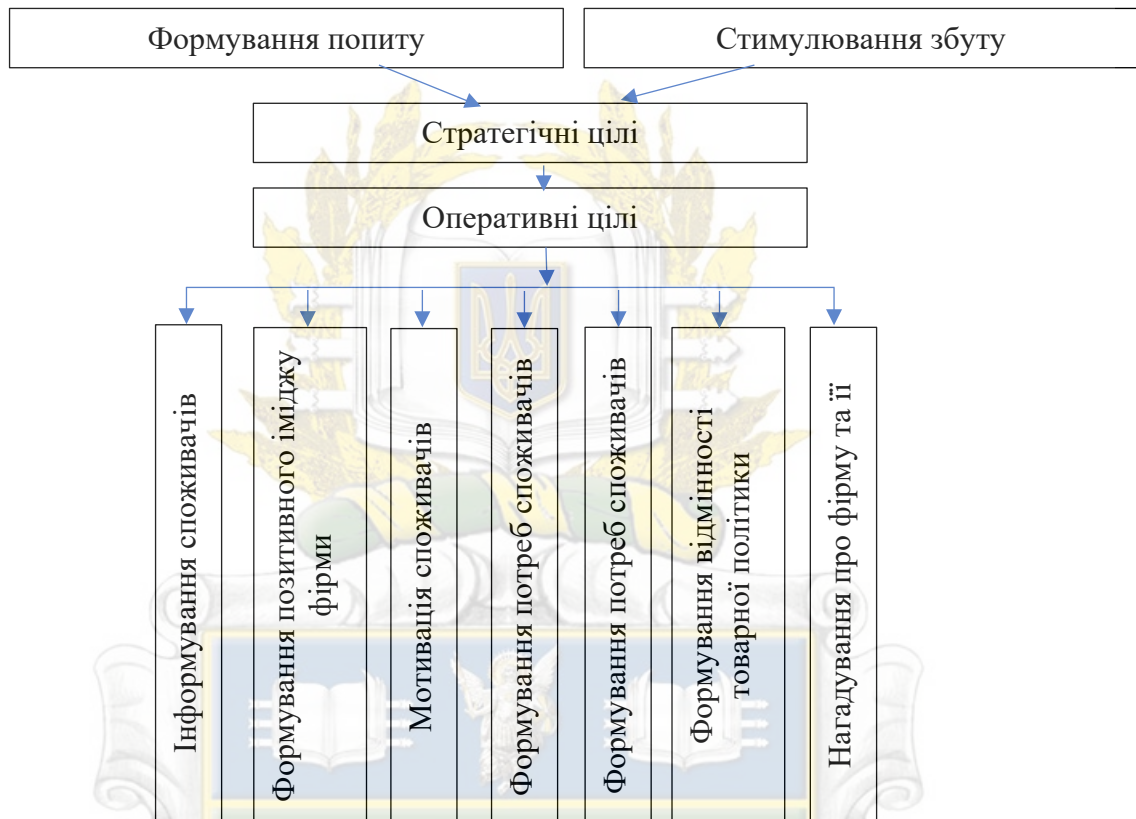 Формування попиту
Стимулювання збуту
Стратегічні цілі
Оперативні цілі
Інформування споживачів
Формування позитивного іміджу
фірми
Мотивація споживачів
Формування потреб споживачів
Формування потреб споживачів
Формування відмінності
товарної політики
Нагадування про фірму та її